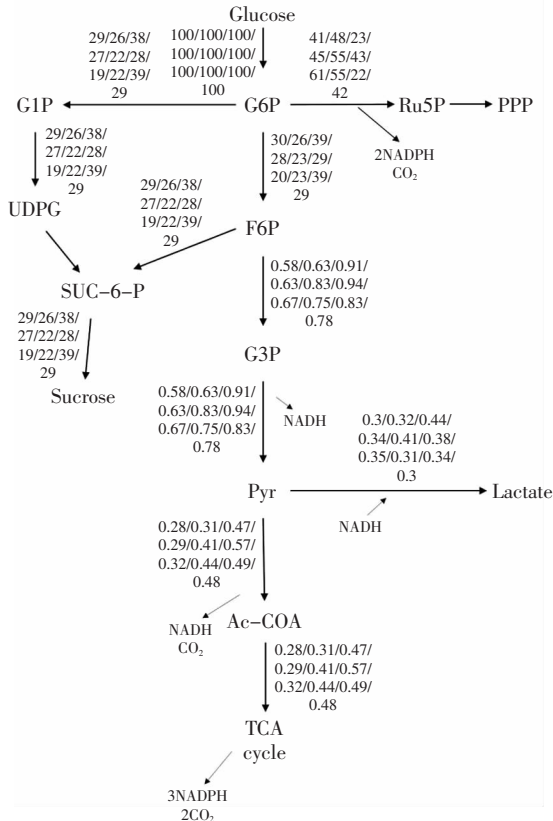 Glucose
29/26/38/
27/22/28/
19/22/39/
29
100/100/100/
100/100/100/
100/100/100/
100
41/48/23/
45/55/43/
61/55/22/
42
G1P
G6P
Ru5P
PPP
2NADPH
CO₂
29/26/38/
27/22/28/
19/22/39/
29
30/26/39/
28/23/29/
20/23/39/
29
UDPG
29/26/38/
27/22/28/
19/22/39/
29
F6P
SUC-6-P
0.58/0.63/0.91/
0.63/0.83/0.94/
0.67/0.75/0.83/
0.78
29/26/38/
27/22/28/
19/22/39/
29
G3P
Sucrose
0.58/0.63/0.91/
0.63/0.83/0.94/
0.67/0.75/0.83/
0.78
NADH
0.3/0.32/0.44/
0.34/0.41/0.38/
0.35/0.31/0.34/
0.3
Pyr
Lactate
NADH
0.28/0.31/0.47/
0.29/0.41/0.57/
0.32/0.44/0.49/
0.48
NADH
CO₂
Ac-COA
0.28/0.31/0.47/
0.29/0.41/0.57/
0.32/0.44/0.49/
0.48
TCA
cycle
3NADPH
2CO₂